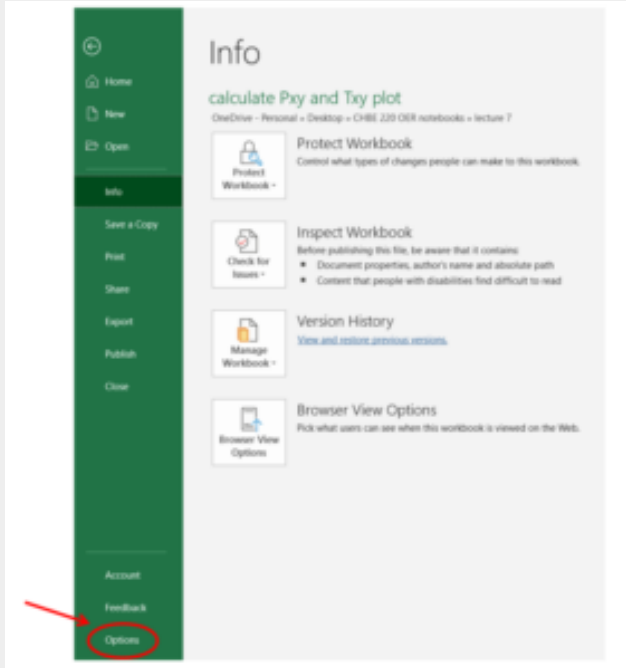 Info
Home
New
Open
Info
Save a Copy
Print
Share
Export
Publish
Close
Account
Feedback
Options
calculate Pxy and Txy plot
OneDrive - Personal » Desktop » CHBE 220 OER notebooks » lecture 7
Protect
Workbook
Protect Workbook
Control what types of changes people can make to this workbook.
Check for
Issues
Inspect Workbook
Before publishing this file, be aware that it contains:
Document properties, author's name and absolute path
Content that people with disabilities find difficult to read
Manage
Workbook
Version History
View and restore previous versions.
Browser View
Options
Browser View Options
Pick what users can see when this workbook is viewed on the Web.